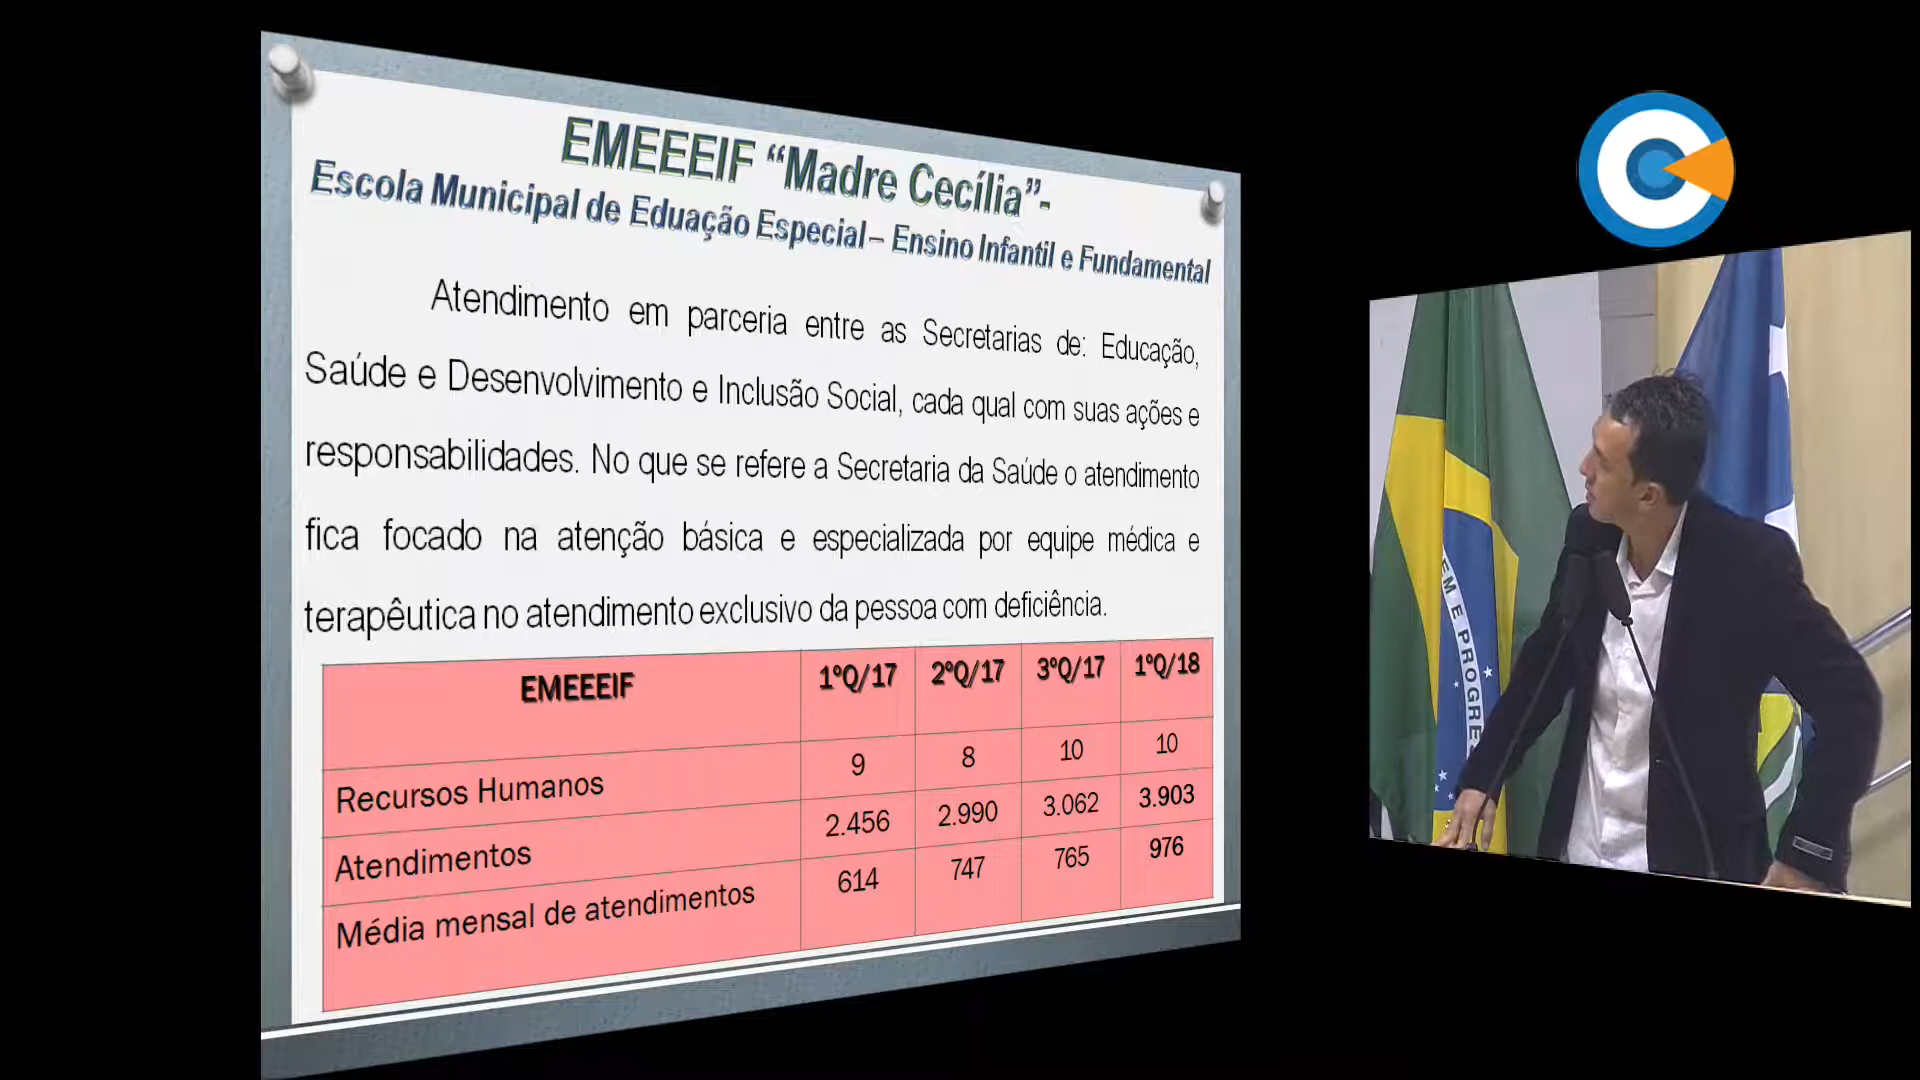 EMEEEIF “Madre Cecília”-
Escola Municipal de Eduação Especial – Ensino Infantil e Fundamental
Atendimento em parceria entre as Secretarias de: Educação,
Saúde e Desenvolvimento e Inclusão Social, cada qual com suas ações e
responsabilidades. No que se refere a Secretaria da Saúde o atendimento
fica focado na atenção básica e especializada por equipe médica e
terapêutica no atendimento exclusivo da pessoa com deficiência.
EMEEEIF 1ºQ/17 2ºQ/17 3ºQ/17 1ºQ/18
Recursos Humanos 9 8 10 10
Atendimentos 2.456 2.990 3.062 3.903
Média mensal de atendimentos 614 747 765 976
EM E PROGRE